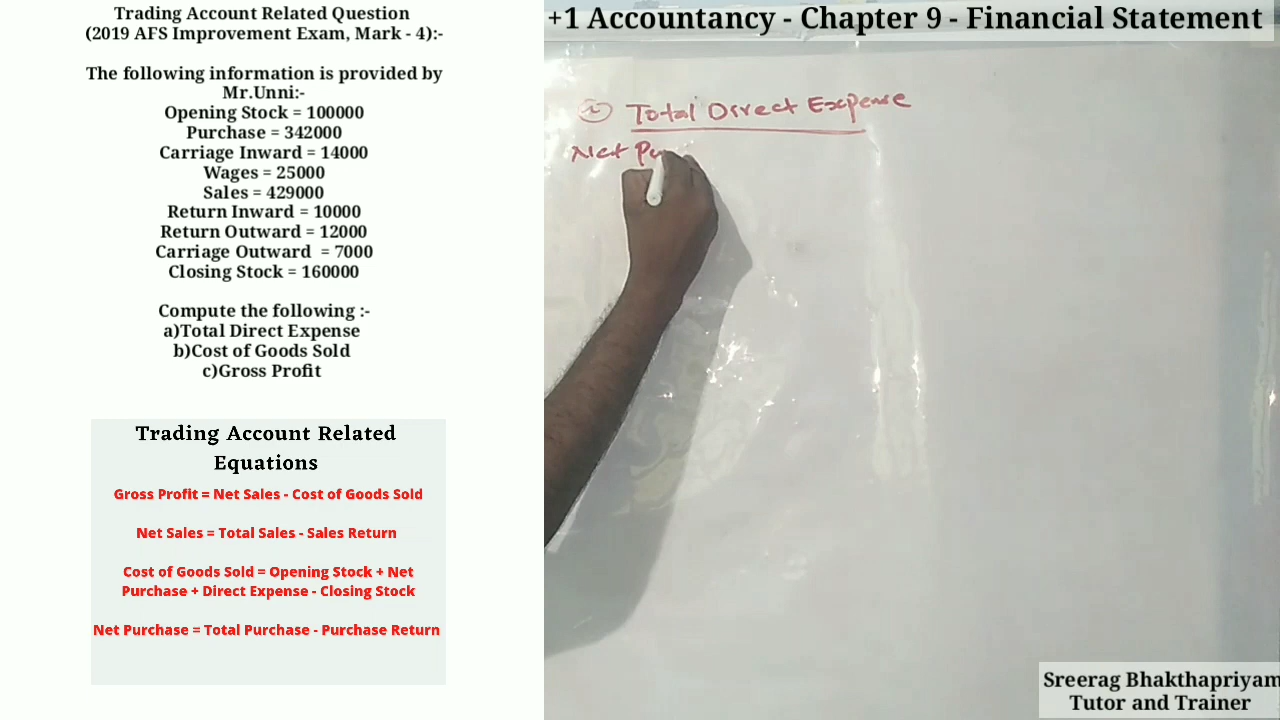 Trading Account Related Question
(2019 AFS Improvement Exam, Mark - 4):-
The following information is provided by
Mr.Unni:-
Opening Stock = 100000
Purchase = 342000
Carriage Inward = 14000
Wages = 25000
Sales = 429000
Return Inward = 10000
Return Outward = 12000
Carriage Outward  = 7000
Closing Stock = 160000
Compute the following :-
a)Total Direct Expense
b)Cost of Goods Sold
c)Gross Profit
Trading Account Related
Equations
Gross Profit = Net Sales - Cost of Goods Sold
Net Sales = Total Sales - Sales Return
Cost of Goods Sold = Opening Stock + Net
Purchase + Direct Expense - Closing Stock
Net Purchase = Total Purchase - Purchase Return
+1 Accountancy - Chapter 9 - Financial Statement
Total Direct Expense
Net Pu
Sreerag Bhakthapriyam
Tutor and Trainer